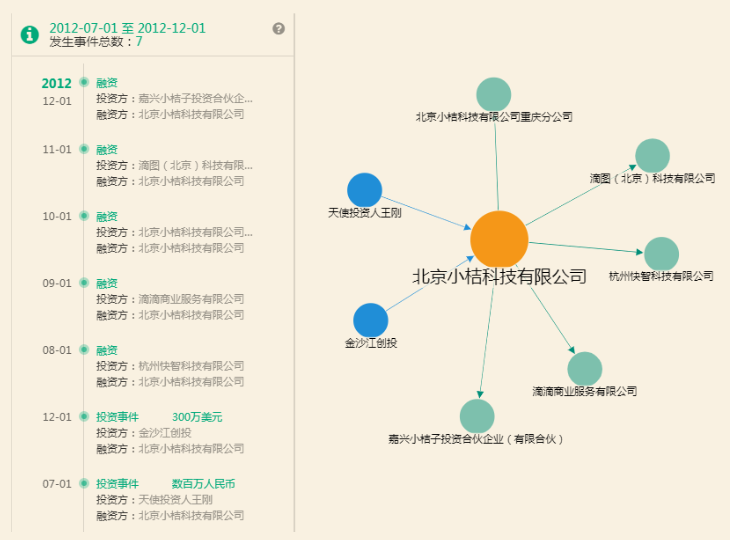 2012-07-01 至 2012-12-01
发生事件总数：7
2012
12-01
融资
投资方：嘉兴小桔子投资合伙企...
融资方：北京小桔科技有限公司
11-01
融资
投资方：滴图（北京）科技有限...
融资方：北京小桔科技有限公司
10-01
融资
投资方：北京小桔科技有限公司...
融资方：北京小桔科技有限公司
09-01
融资
投资方：滴滴商业服务有限公司
融资方：北京小桔科技有限公司
08-01
融资
投资方：杭州快智科技有限公司
融资方：北京小桔科技有限公司
12-01
投资事件 300万美元
投资方：金沙江创投
融资方：北京小桔科技有限公司
07-01
投资事件 数百万人民币
投资方：天使投资人王刚
融资方：北京小桔科技有限公司
北京小桔科技有限公司重庆分公司
滴图（北京）科技有限公司
天使投资人王刚
北京小桔科技有限公司
杭州快智科技有限公司
金沙江创投
滴滴商业服务有限公司
嘉兴小桔子投资合伙企业（有限合伙）